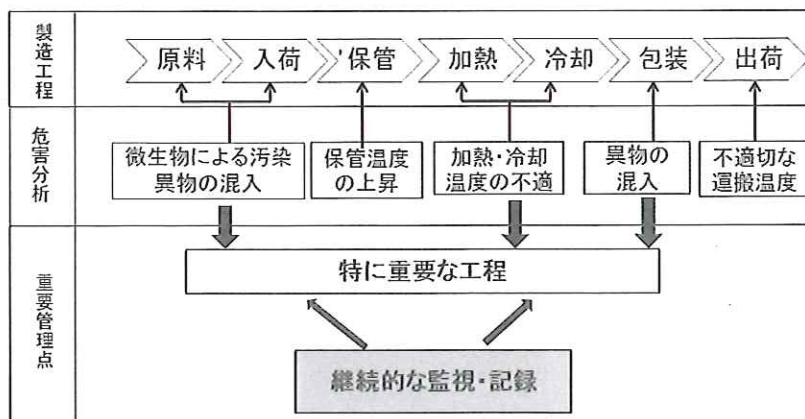 製造工程
原料 入荷 保管 加熱 冷却 包装 出荷
危害分析
微生物による汚染
異物の混入
保管温度
の上昇
加熱・冷却
温度の不適
異物の
混入
不適切な
運搬温度
重要管理点
特に重要な工程
継続的な監視・記録